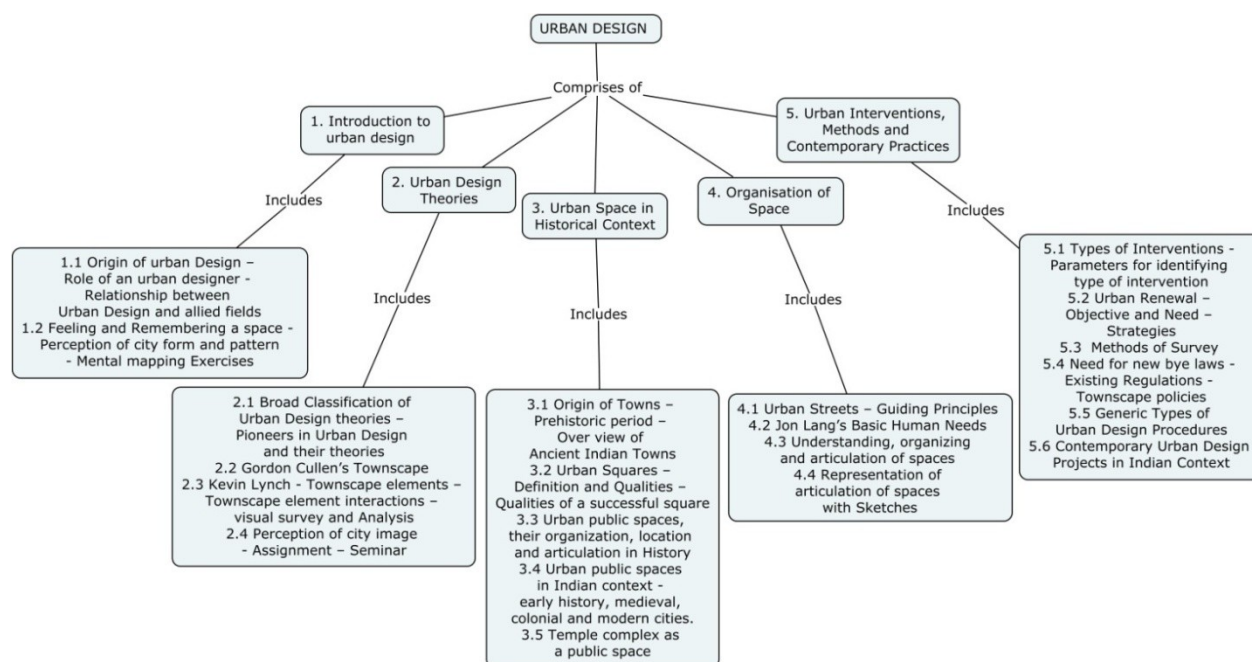 URBAN DESIGN
Comprises of
1. Introduction to
urban design
Includes
1.1 Origin of urban Design –
Role of an urban designer -
Relationship between
Urban Design and allied fields
1.2 Feeling and Remembering a space -
Perception of city form and pattern
- Mental mapping Exercises
2. Urban Design
Theories
Includes
2.1 Broad Classification of
Urban Design theories –
Pioneers in Urban Design
and their theories
2.2 Gordon Cullen's Townscape
2.3 Kevin Lynch - Townscape elements –
Townscape element interactions –
visual survey and Analysis
2.4 Perception of city image
- Assignment – Seminar
3. Urban Space in
Historical Context
Includes
3.1 Origin of Towns –
Prehistoric period –
Over view of
Ancient Indian Towns
3.2 Urban Squares –
Definition and Qualities –
Qualities of a successful square
3.3 Urban public spaces,
their organization, location
and articulation in History
3.4 Urban public spaces
in Indian context -
early history, medieval,
colonial and modern cities.
3.5 Temple complex as
a public space
4. Organisation of
Space
Includes
4.1 Urban Streets – Guiding Principles
4.2 Jon Lang's Basic Human Needs
4.3 Understanding, organizing
and articulation of spaces
4.4 Representation of
articulation of spaces
with Sketches
5. Urban Interventions,
Methods and
Contemporary Practices
Includes
5.1 Types of Interventions -
Parameters for identifying
type of intervention
5.2 Urban Renewal –
Objective and Need –
Strategies
5.3 Methods of Survey
5.4 Need for new bye laws -
Existing Regulations -
Townscape policies
5.5 Generic Types of
Urban Design Procedures
5.6 Contemporary Urban Design
Projects in Indian Context